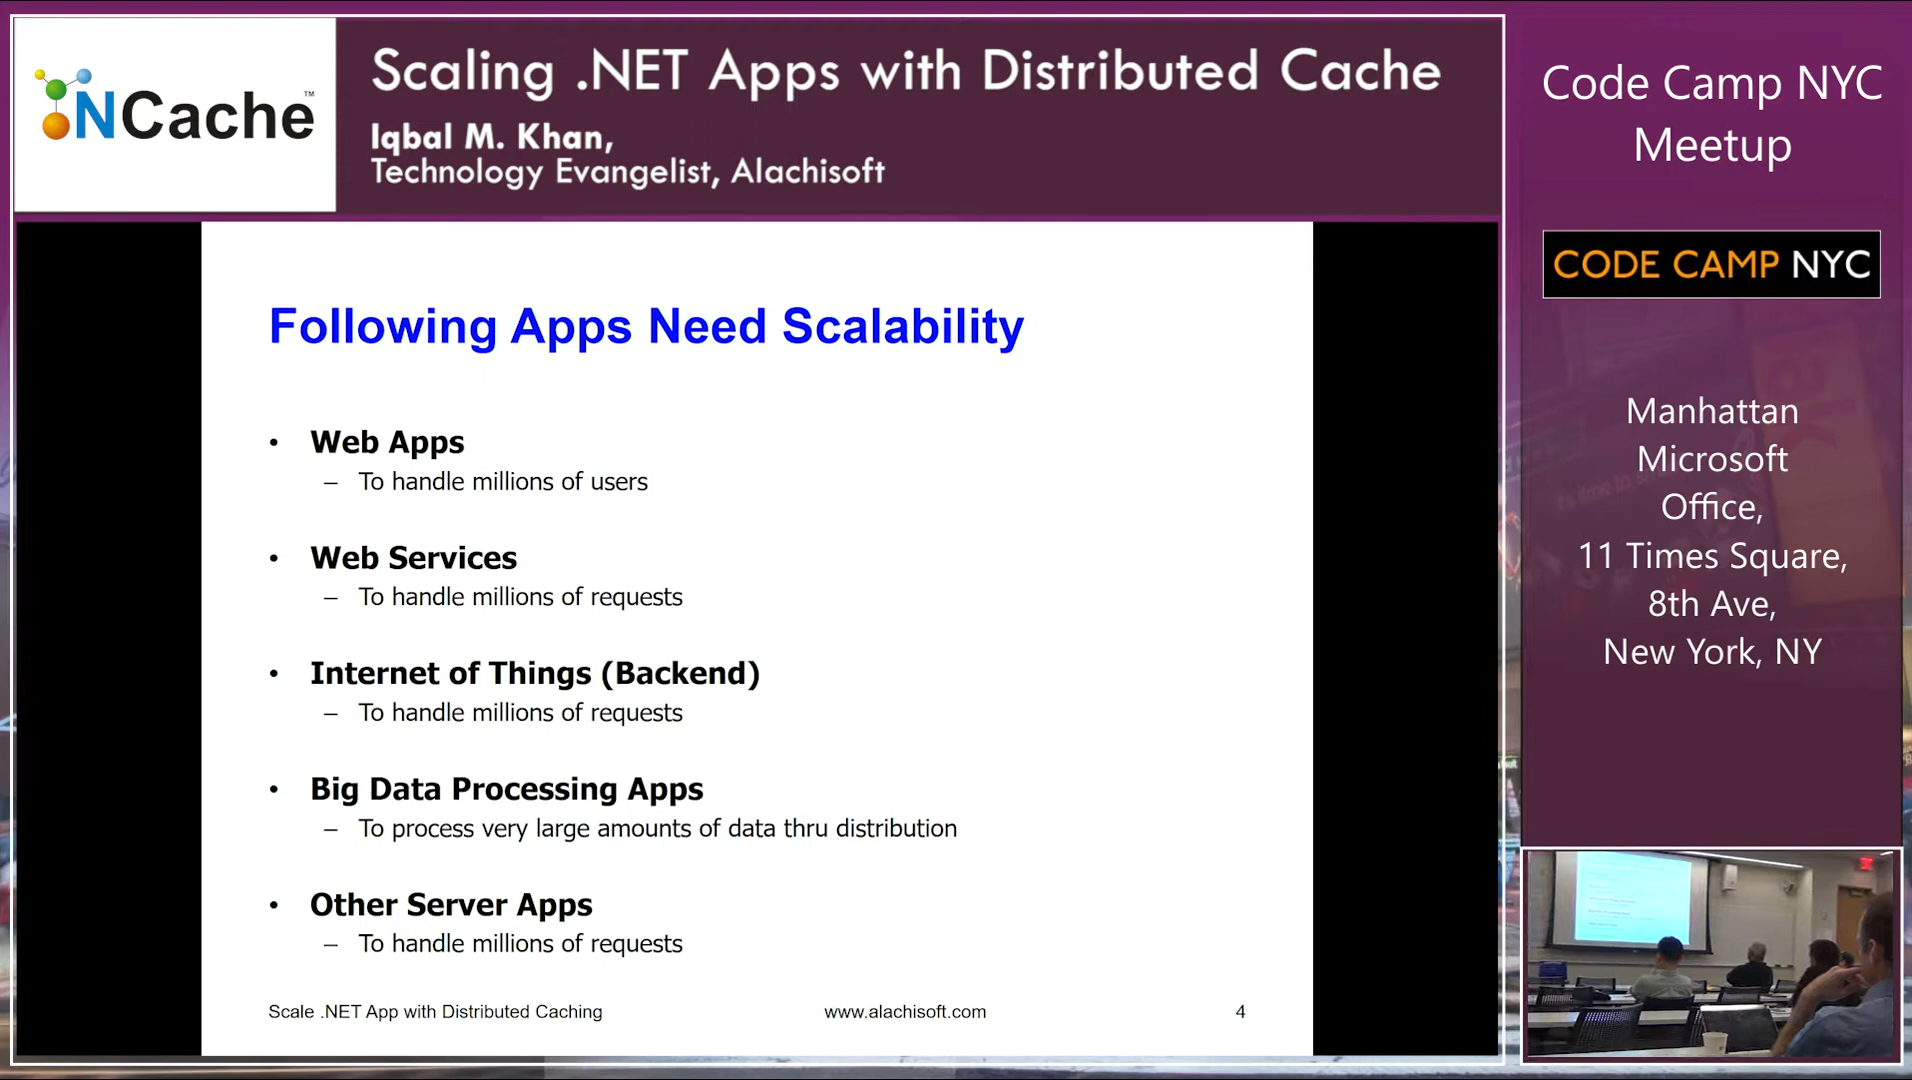 NCache™
Scaling .NET Apps with Distributed Cache
Iqbal M. Khan,
Technology Evangelist, Alachisoft
Following Apps Need Scalability
• Web Apps
– To handle millions of users
• Web Services
– To handle millions of requests
• Internet of Things (Backend)
– To handle millions of requests
• Big Data Processing Apps
– To process very large amounts of data thru distribution
• Other Server Apps
– To handle millions of requests
Scale .NET App with Distributed Caching
www.alachisoft.com
4
Code Camp NYC
Meetup
CODE CAMP NYC
Manhattan
Microsoft
Office,
11 Times Square,
8th Ave,
New York, NY